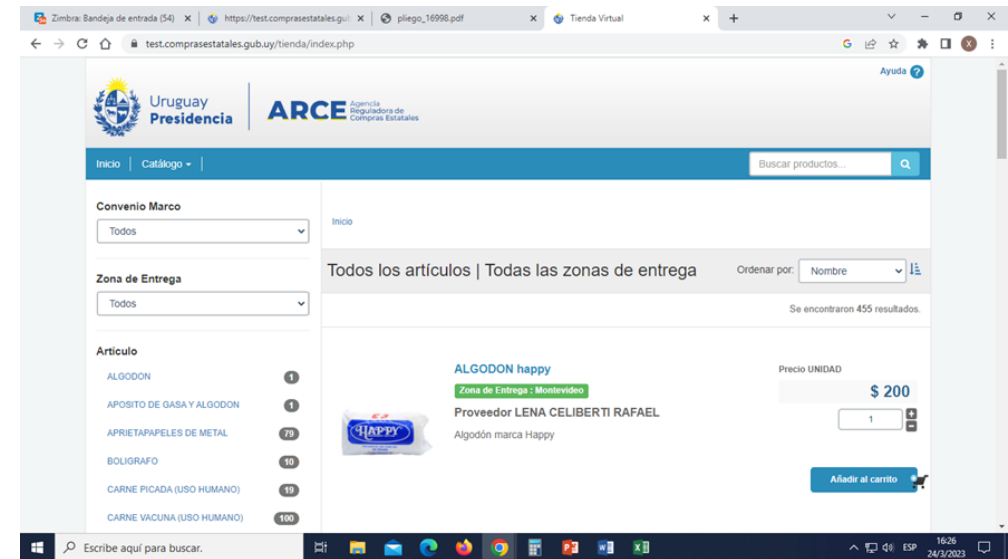 Zimbra: Bandeja de entrada (54)
https://test.comprasestatales.gub
pliego_16998.pdf
Tienda Virtual
test.comprasestatales.gub.uy/tienda/index.php
Ayuda
Uruguay
Presidencia
ARCE
Agencia
Reguladora de
Compras Estatales
Inicio
Catálogo
Buscar productos...
Convenio Marco
Todos
Inicio
Todos los artículos | Todas las zonas de entrega
Ordenar por:
Nombre
Zona de Entrega
Todos
Se encontraron 455 resultados.
Artículo
ALGODON 1
APOSITO DE GASA Y ALGODON 1
APRIETAPAPELES DE METAL 79
BOLIGRAFO 10
CARNE PICADA (USO HUMANO) 19
CARNE VACUNA (USO HUMANO) 100
ALGODON happy
Zona de Entrega : Montevideo
Proveedor LENA CELIBERTI RAFAEL
Algodón marca Happy
HAPPY
Precio UNIDAD
$ 200
1
Añadir al carrito
Escribe aquí para buscar.
ESP
16:26
24/3/2023